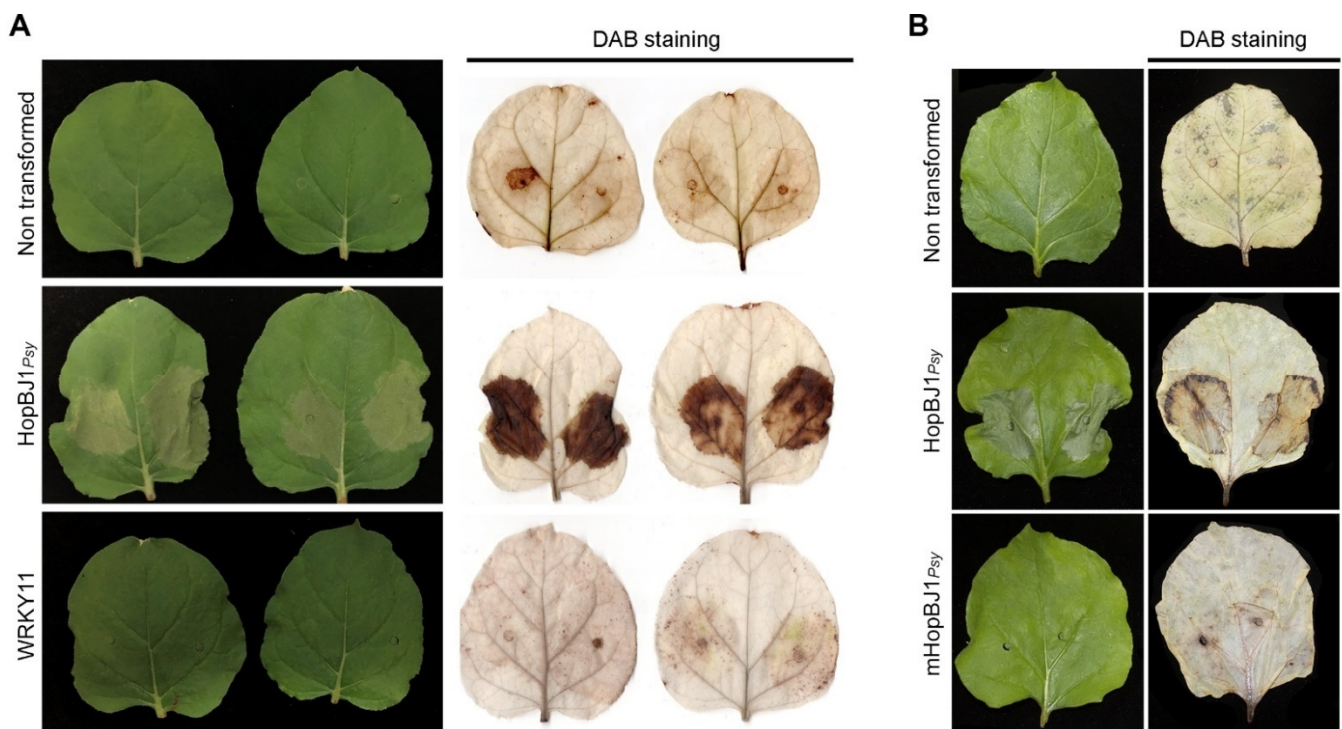 A
B
DAB staining
DAB staining
Non transformed
Non transformed
HopBJ1Psy
HopBJ1Psy
WRKY11
mHopBJ1Psy